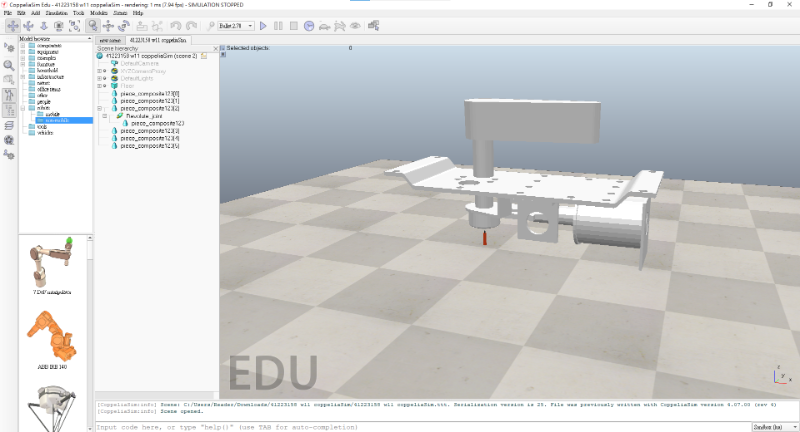 CoppeliaSim Edu - 41223158 w11 coppeliaSim - rendering: 1 ms (7.94 fps) - SIMULATION STOPPED
File Edit Add Simulation Tools Modules Scenes Help
Bullet 2.78
Model browser
components
equipment
examples
furniture
household
infrastructure
nature
office items
other
people
robots
mobile
non-mobile
tools
vehicles
new scene
41223158 w11 coppeliaSim
Scene hierarchy
41223158 w11 coppeliaSim (scene 2)
DefaultCamera
XYZCameraProxy
DefaultLights
Floor
piece_composite123[0]
piece_composite123[1]
piece_composite123[2]
Revolute_joint
piece_composite123
piece_composite123[3]
piece_composite123[4]
piece_composite123[5]
Selected objects: 0
7 DoF manipulator
ABB IRB 140
EDU
z
y
x
[CoppeliaSim:info] Scene: C:/Users/Reader/Downloads/41223158 w11 coppeliaSim/41223158 w11 coppeliaSim.ttt. Serialization version is 25. File was previously written with CoppeliaSim version 4.07.00 (rev 4)
[CoppeliaSim:info] Scene opened.
Input code here, or type "help()" (use TAB for auto-completion)
Sandbox (lua)